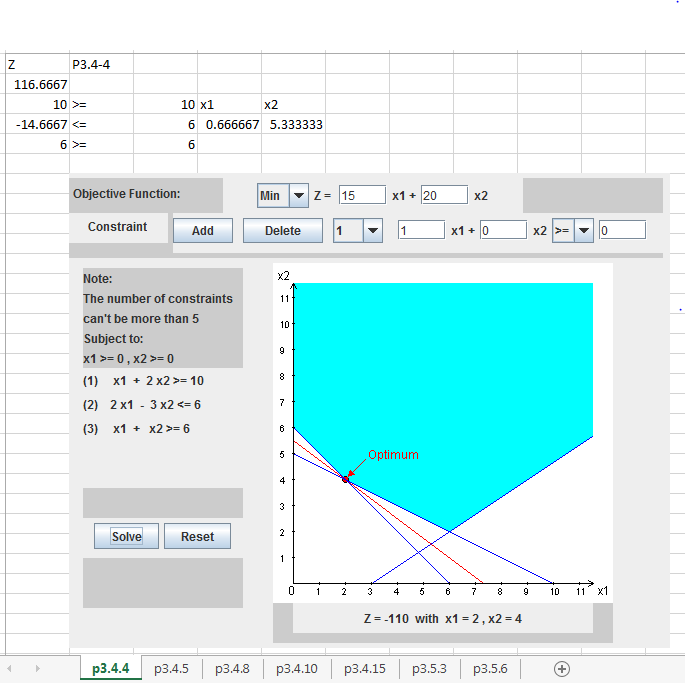 Z P3.4-4
116.6667
10 >= 10 x1 x2
-14.6667 <= 6 0.666667 5.333333
6 >= 6
Objective Function: Min Z = 15 x1 + 20 x2
Constraint Add Delete 1 1 x1 + 0 x2 >= 0
Note:
The number of constraints
can't be more than 5
Subject to:
x1 >= 0 , x2 >= 0
(1) x1 + 2 x2 >= 10
(2) 2 x1 - 3 x2 <= 6
(3) x1 + x2 >= 6
Solve Reset
x2
11
10
9
8
7
6
5
4
3
2
1
Optimum
0 1 2 3 4 5 6 7 8 9 10 11 x1
Z = -110 with x1 = 2 , x2 = 4
p3.4.4 p3.4.5 p3.4.8 p3.4.10 p3.4.15 p3.5.3 p3.5.6